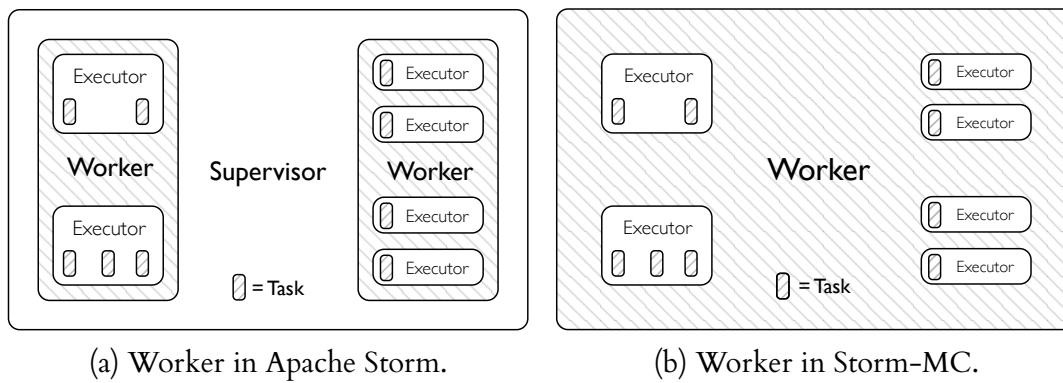 Executor
Executor
Executor
Worker
Supervisor
Worker
Executor
Executor
Executor
= Task
(a) Worker in Apache Storm.
Executor
Executor
Executor
Worker
Executor
Executor
Executor
= Task
(b) Worker in Storm-MC.